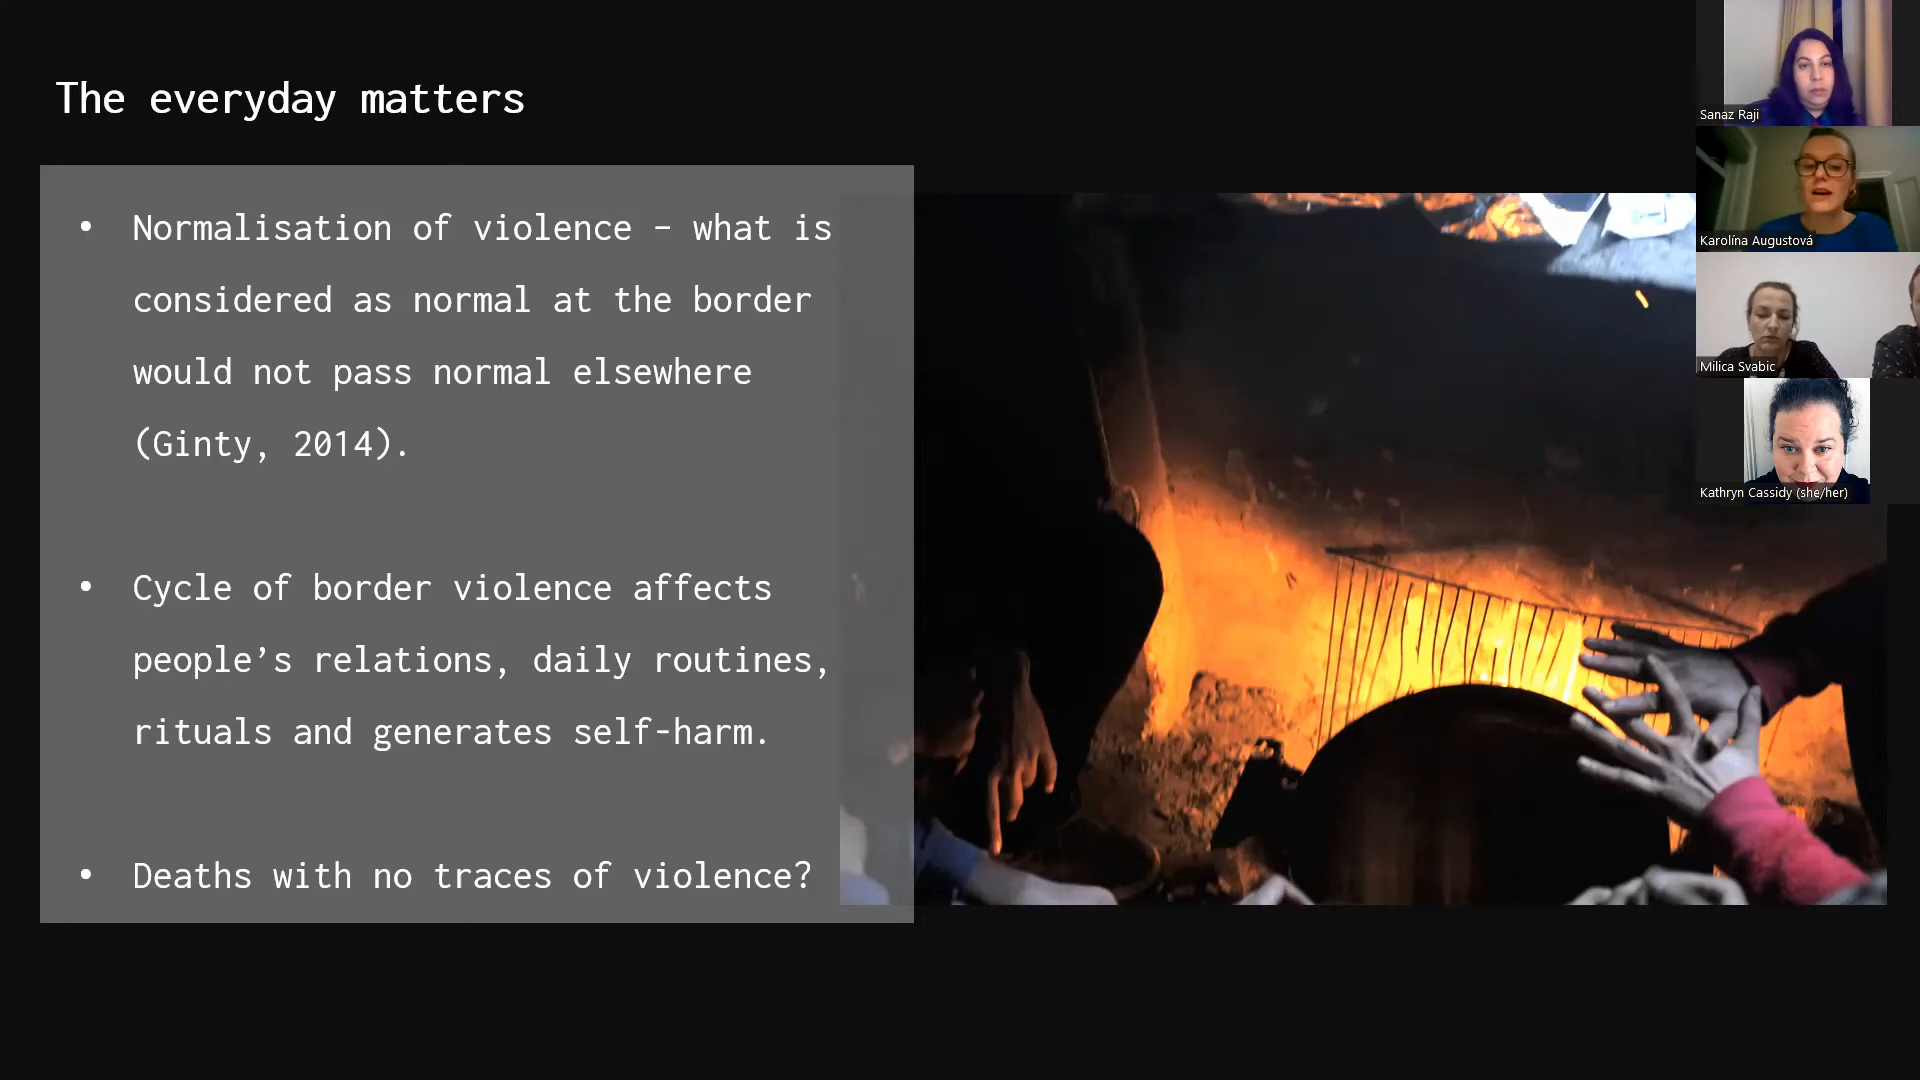 The everyday matters
• Normalisation of violence – what is
considered as normal at the border
would not pass normal elsewhere
(Ginty, 2014).
• Cycle of border violence affects
people’s relations, daily routines,
rituals and generates self-harm.
• Deaths with no traces of violence?
Sanaz Raji
Karolína Augustová
Milica Svabic
Kathryn Cassidy (she/her)